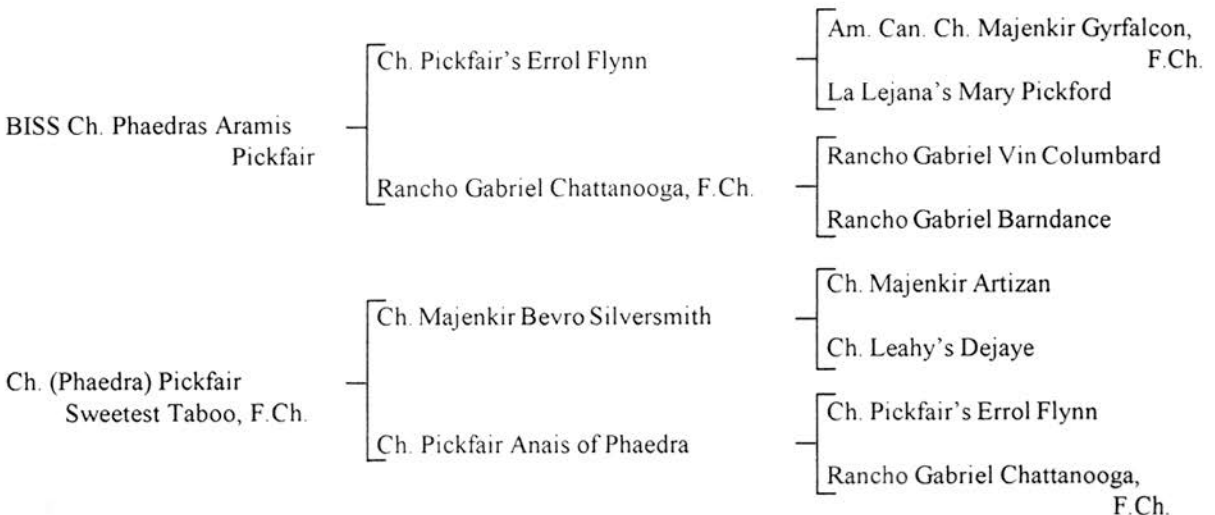 BISS Ch. Phaedras Aramis
Pickfair
Ch. Pickfair's Errol Flynn
Am. Can. Ch. Majenkir Gyrfalcon,
F.Ch.
La Lejana's Mary Pickford
Rancho Gabriel Chattanooga, F.Ch.
Rancho Gabriel Vin Columbard
Rancho Gabriel Barndance
Ch. (Phaedra) Pickfair
Sweetest Taboo, F.Ch.
Ch. Majenkir Bevro Silversmith
Ch. Majenkir Artizan
Ch. Leahy's Dejaye
Ch. Pickfair Anais of Phaedra
Ch. Pickfair's Errol Flynn
Rancho Gabriel Chattanooga,
F.Ch.